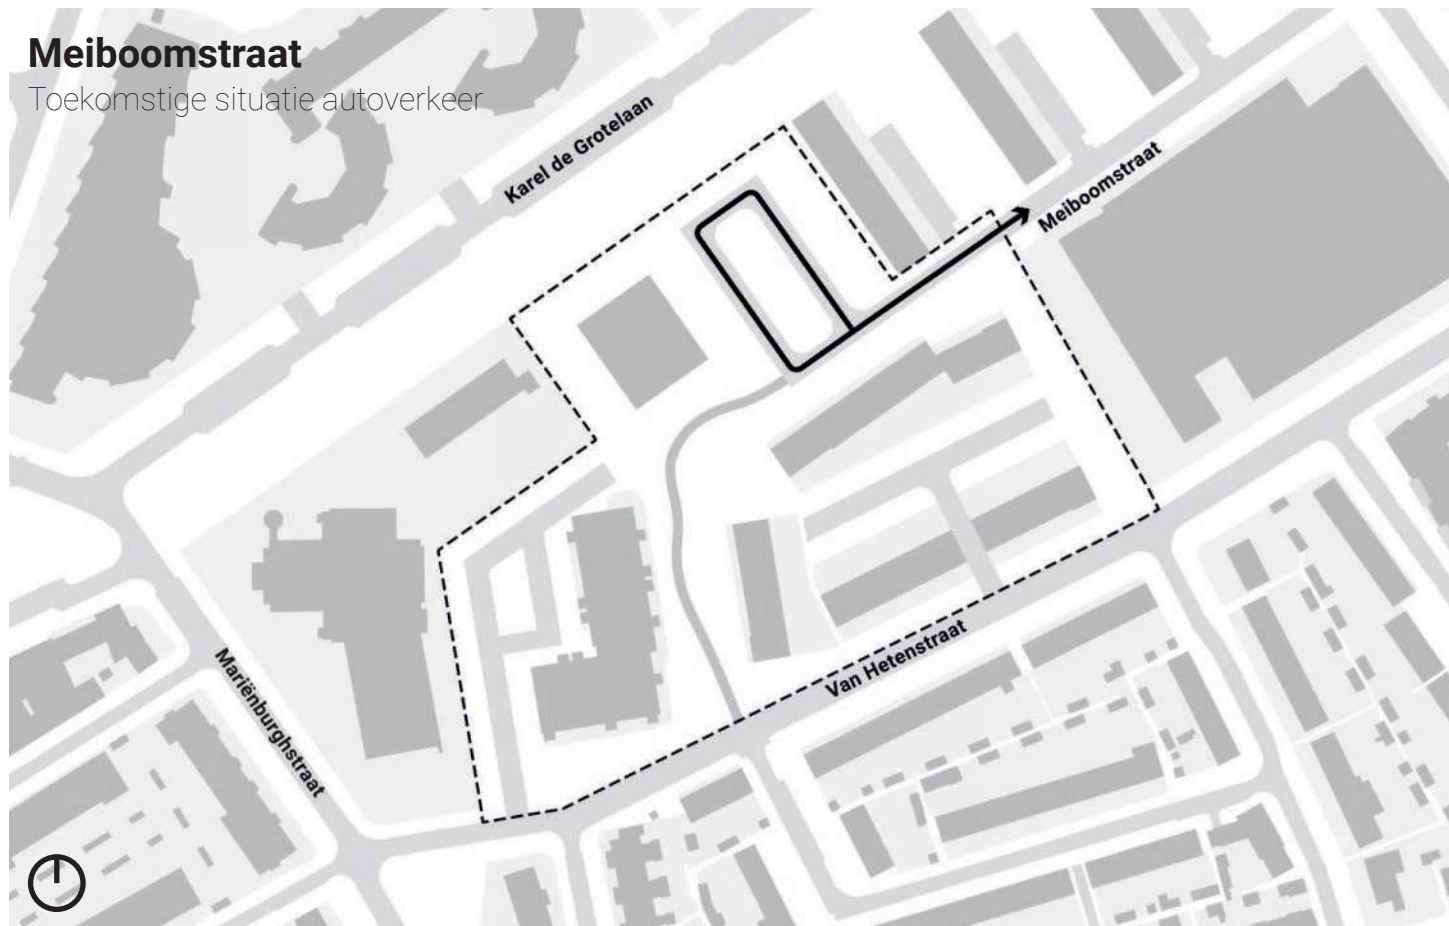 Meiboomstraat
Toekomstige situatie autoverkeer
Karel de Grotelaan
Meiboomstraat
Van Hetenstraat
Mariënburghstraat